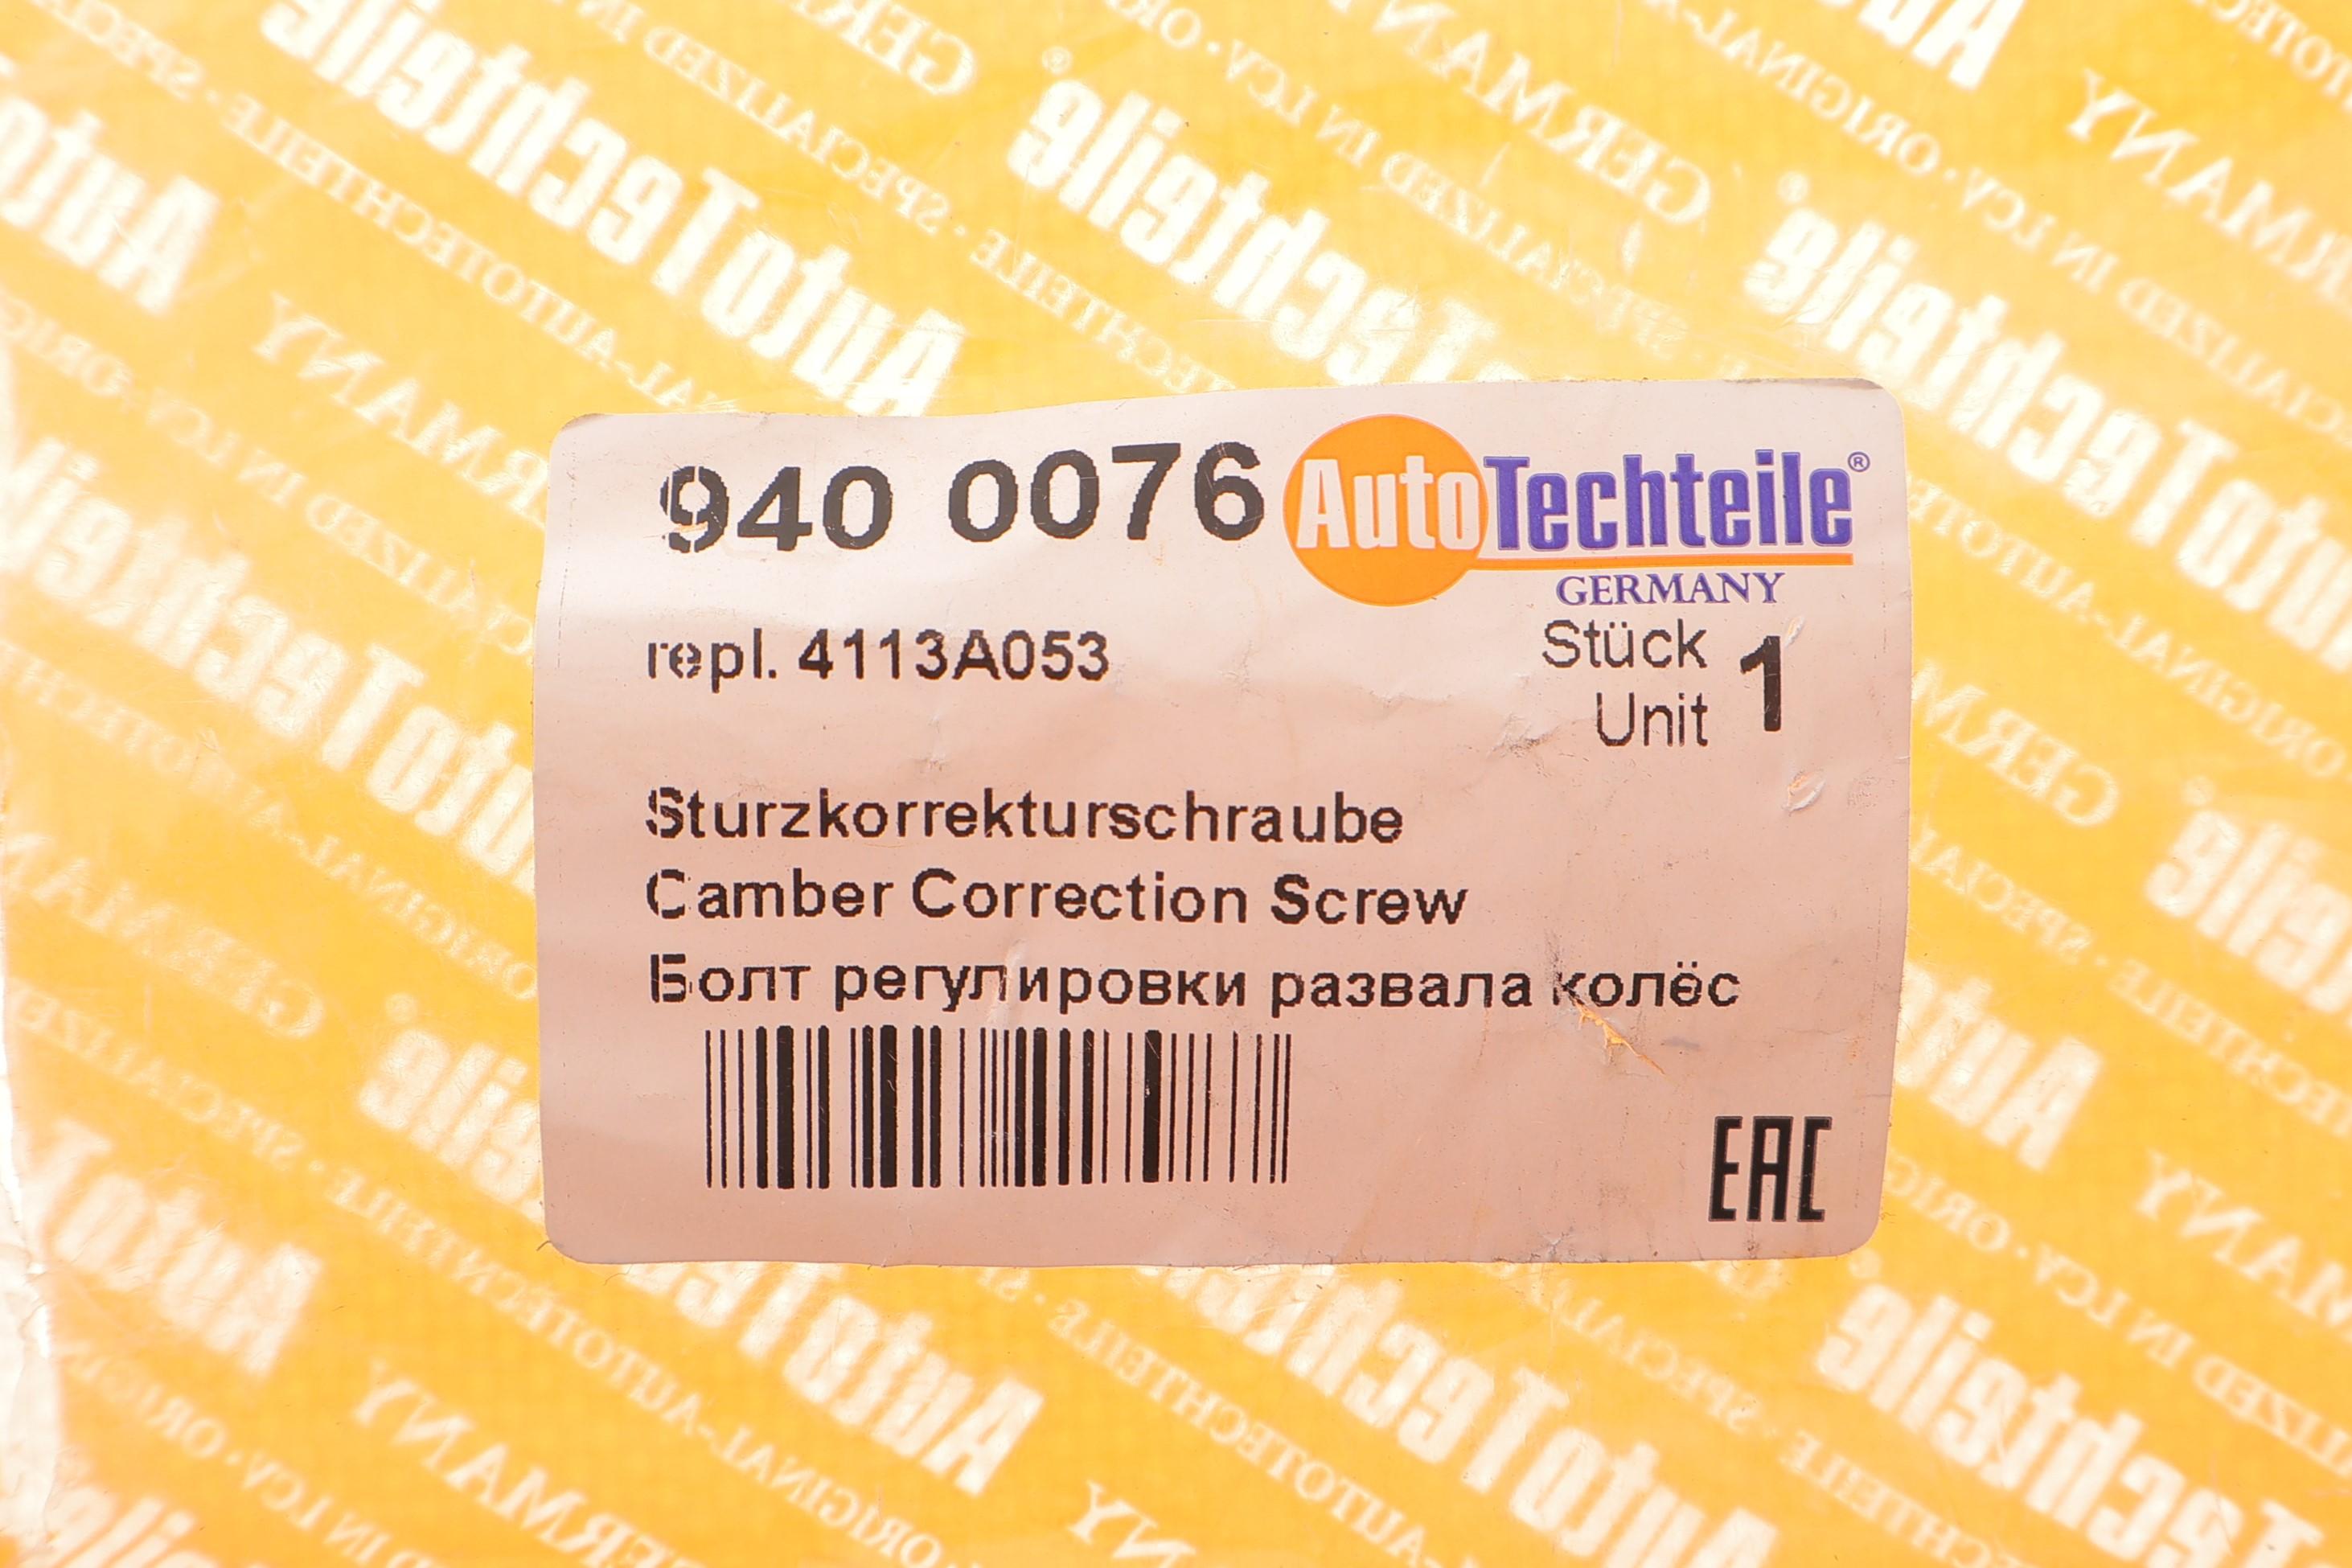 940 0076
AutoTechteile®
GERMANY
repl. 4113A053
Stück
Unit 1
Sturzkorrekturschraube
Camber Correction Screw
Болт регулировки развала колёс
EAC